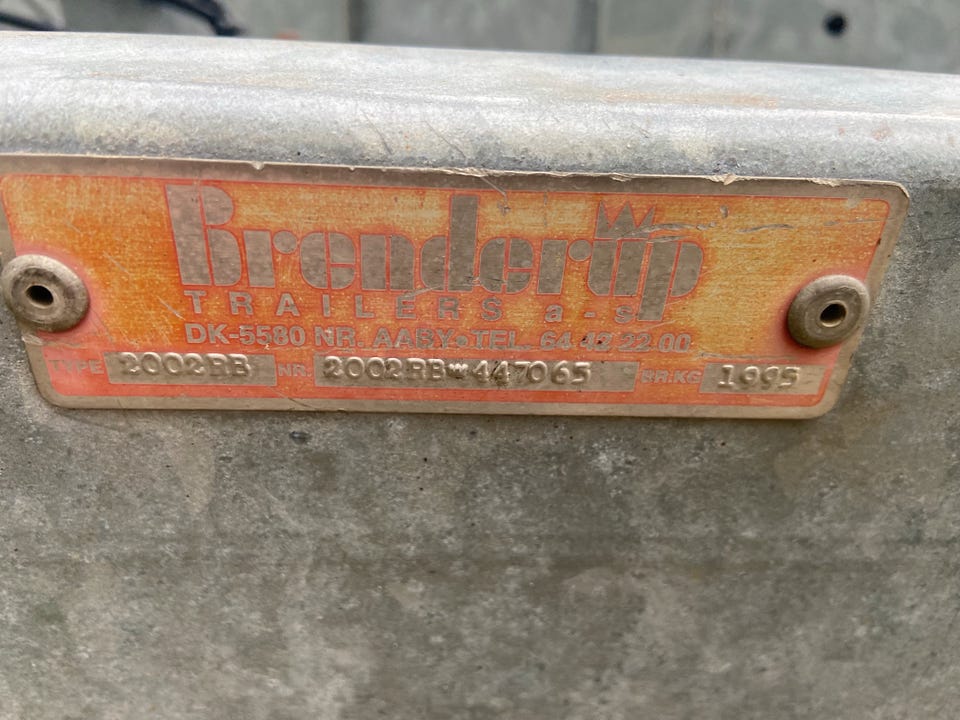 Brenderup
TRAILERS a-s
DK-5580 NR. AABY • TEL. 64 42 22 00
TYPE 2002RB NR. 2002RB*447065 BR.KG 1995